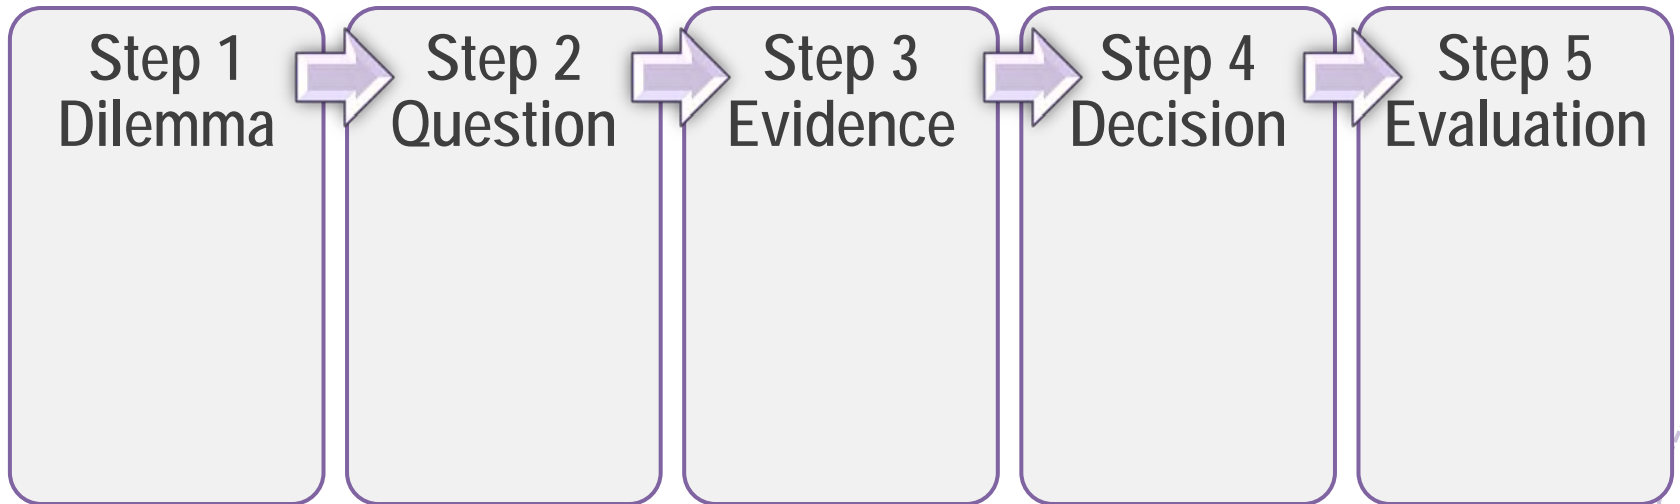 Step 1
Dilemma
Step 2
Question
Step 3
Evidence
Step 4
Decision
Step 5
Evaluation